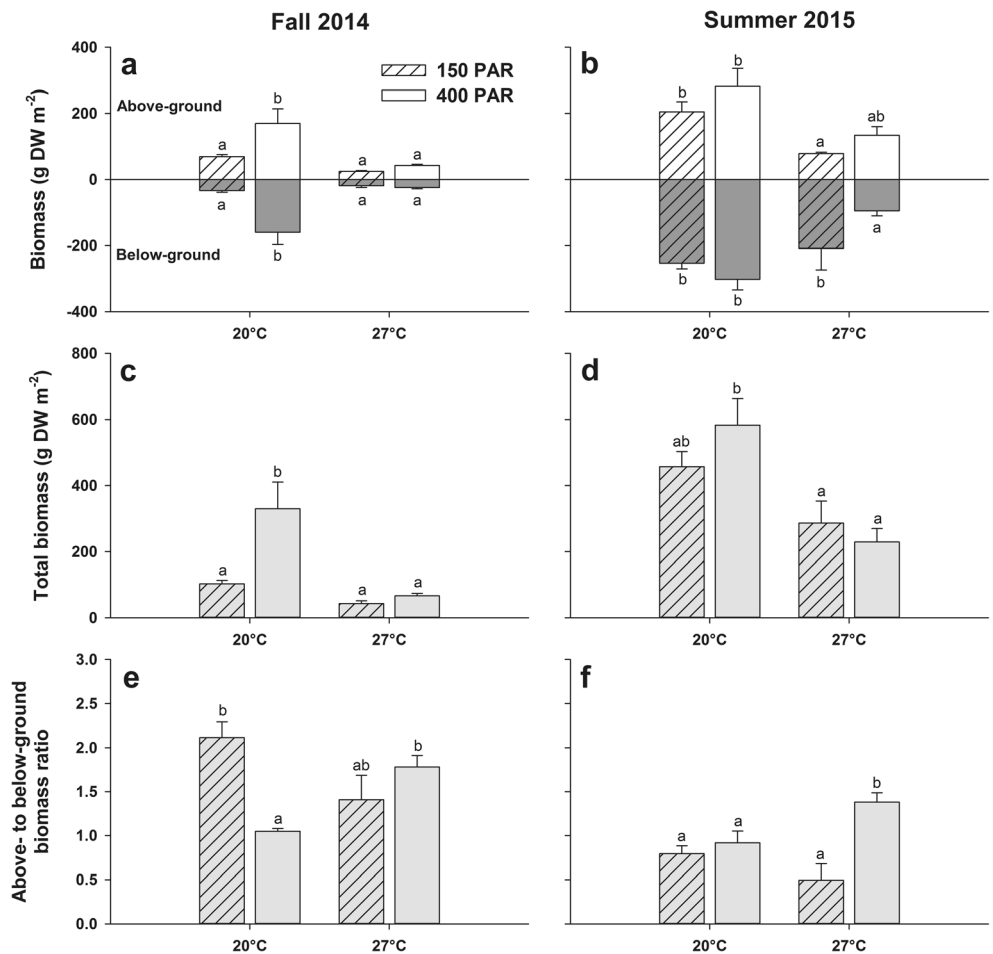 Fall 2014
Summer 2015
a
150 PAR
400 PAR
Above-ground
Below-ground
Biomass (g DW m⁻²)
400
200
0
-200
-400
a
b
a
a
a
b
a
a
20°C
27°C
b
b
b
a
ab
b
b
b
a
20°C
27°C
c
Total biomass (g DW m⁻²)
800
600
400
200
0
a
b
a
a
20°C
27°C
d
ab
b
a
a
20°C
27°C
e
Above- to below-ground
biomass ratio
3.0
2.5
2.0
1.5
1.0
0.5
0.0
b
a
ab
b
20°C
27°C
f
a
a
a
b
20°C
27°C